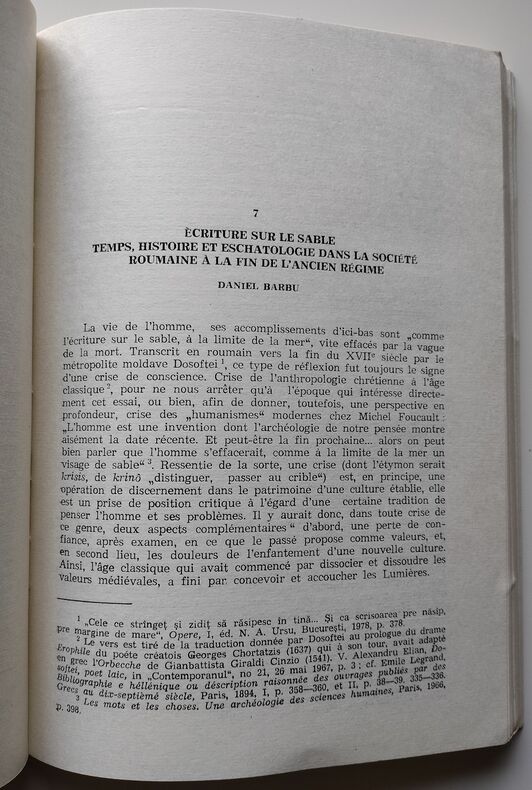 7
ÉCRITURE SUR LE SABLE
TEMPS, HISTOIRE ET ESCHATOLOGIE DANS LA SOCIÉTÉ
ROUMAINE À LA FIN DE L'ANCIEN RÉGIME
DANIEL BARBU
La vie de l'homme, ses accomplissements d'ici-bas sont „comme
l'écriture sur le sable, à la limite de la mer“, vite effacés par la vague
de la mort. Transcrit en roumain vers la fin du XVIIe siècle par le
métropolite moldave Dosoftei 1, ce type de réflexion fut toujours le signe
d'une crise de conscience. Crise de l'anthropologie chrétienne à l'âge
classique 2, pour ne nous arrêter qu'à l'époque qui intéresse directe-
ment cet essai, ou bien, afin de donner, toutefois, une perspective en
profondeur, crise des „humanismes“ modernes chez Michel Foucault :
„L'homme est une invention dont l'archéologie de notre pensée montre
aisément la date récente. Et peut-être la fin prochaine... alors on peut
bien parler que l'homme s'effacerait, comme à la limite de la mer un
visage de sable“ 3. Ressentie de la sorte, une crise (dont l'étymon serait
krisis, de krinô „distinguer, passer au crible“) est, en principe, une
opération de discernement dans le patrimoine d'une culture établie, elle
est un prise de position critique à l'égard d'une certaine tradition de
penser l'homme et ses problèmes. Il y aurait donc, dans toute crise de
ce genre, deux aspects complémentaires “ d'abord, une perte de con-
fiance, après examen, en ce que le passé propose comme valeurs, et,
en second lieu, les douleurs de l'enfantement d'une nouvelle culture.
Ainsi, l'âge classique qui avait commencé par dissocier et dissoudre les
valeurs médiévales, a fini par concevoir et accoucher les Lumières.
1 „Cele ce strîngeţ şi zidiţ să răsipesc în tină... Şi ca scrisoarea pre năsip,
pre margine de mare“, Opere, I, éd. N. A. Ursu, Bucureşti, 1978, p. 378.
2 Le vers est tiré de la traduction donnée par Dosoftei au prologue du drame
Erophile du poète crétois Georges Chortatzis (1637) qui à son tour, avait adapté
en grec l'Orbecche de Gianbattista Giraldi Cinzio (1541). V. Alexandru Elian, Do-
softei, poet laic, in „Contemporanul“, no 21, 26 mai 1967, p. 3 ; cf. Emile Legrand,
Bibliographie e héllénique ou déscription raisonnée des ouvrages publiés par des
Grecs au dix-septième siècle, Paris, 1894, I, p. 358—360, et II, p. 38—39. 335—336.
3 Les mots et les choses. Une archéologie des sciences humaines, Paris, 1966,
p. 398.